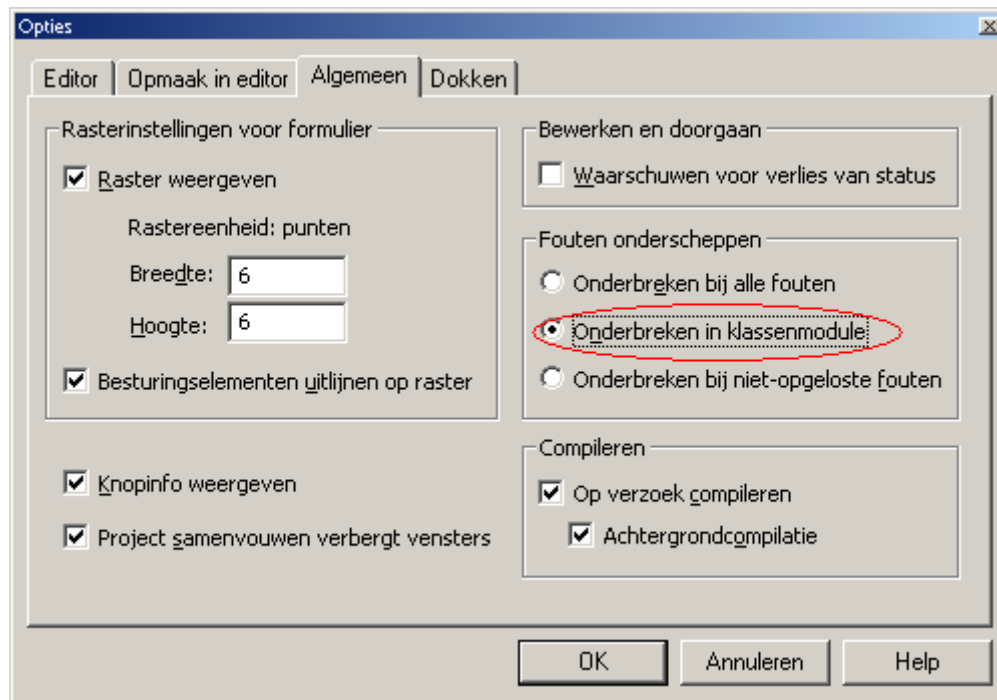 Opties
Editor
Opmaak in editor
Algemeen
Dokken
Rasterinstellingen voor formulier
Raster weergeven
Rastereenheid: punten
Breedte: 6
Hoogte: 6
Besturingselementen uitlijnen op raster
Knopinfo weergeven
Project samenvouwen verbergt vensters
Bewerken en doorgaan
Waarschuwen voor verlies van status
Fouten onderscheppen
Onderbreken bij alle fouten
Onderbreken in klassenmodule
Onderbreken bij niet-opgeloste fouten
Compileren
Op verzoek compileren
Achtergrondcompilatie
OK
Annuleren
Help